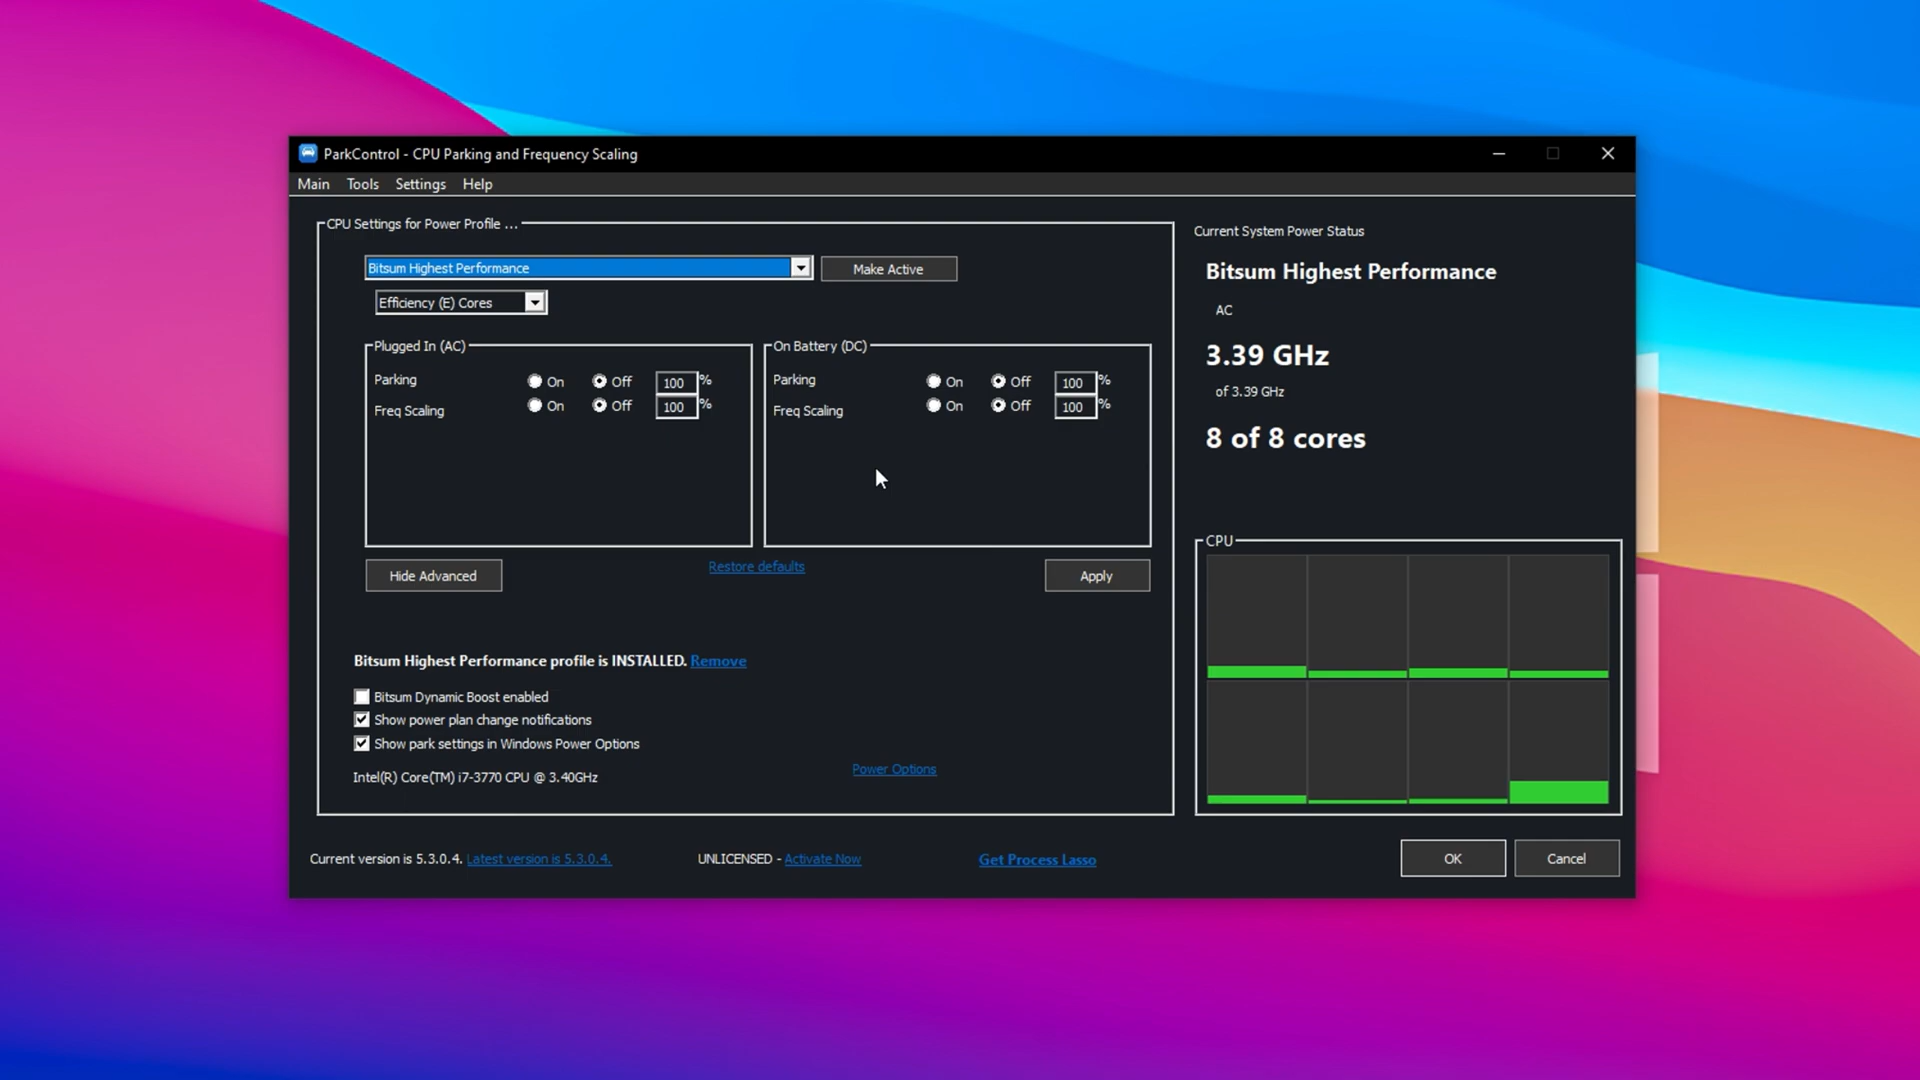 ParkControl - CPU Parking and Frequency Scaling
Main Tools Settings Help
CPU Settings for Power Profile ...
Bitsum Highest Performance
Make Active
Efficiency (E) Cores
Plugged In (AC)
Parking On Off 100 %
Freq Scaling On Off 100 %
On Battery (DC)
Parking On Off 100 %
Freq Scaling On Off 100 %
Hide Advanced
Restore defaults
Apply
Bitsum Highest Performance profile is INSTALLED. Remove
Bitsum Dynamic Boost enabled
Show power plan change notifications
Show park settings in Windows Power Options
Intel(R) Core(TM) i7-3770 CPU @ 3.40GHz
Power Options
Current System Power Status
Bitsum Highest Performance
AC
3.39 GHz
of 3.39 GHz
8 of 8 cores
CPU
Current version is 5.3.0.4. Latest version is 5.3.0.4.
UNLICENSED - Activate Now
Get Process Lasso
OK
Cancel